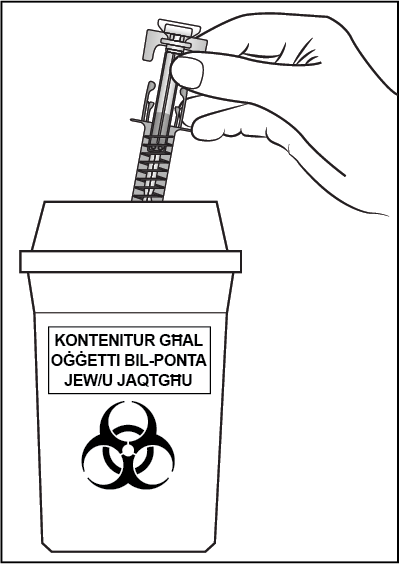 KONTENITUR GĦAL
OĠĠETTI BIL-PONTA
JEW/U JAQTGĦU